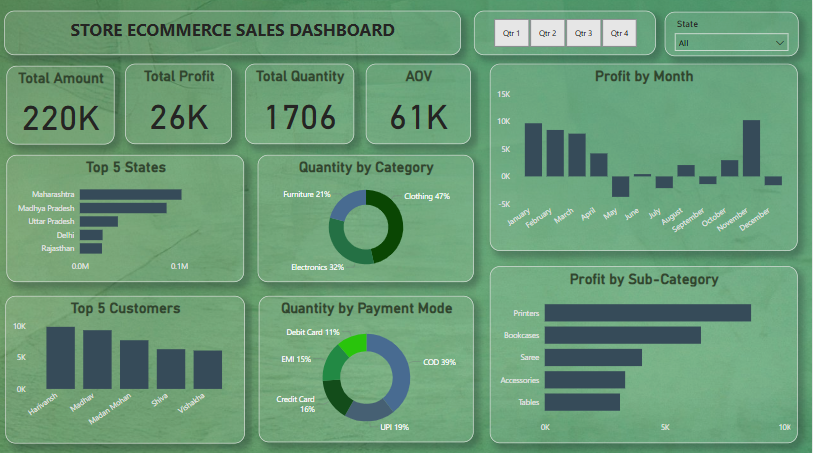 STORE ECOMMERCE SALES DASHBOARD
Qtr 1 Qtr 2 Qtr 3 Qtr 4
State
All
Total Amount
220K
Total Profit
26K
Total Quantity
1706
AOV
61K
Profit by Month
15K
10K
5K
0K
-5K
January February March April May June July August September October November December
Top 5 States
Maharashtra
Madhya Pradesh
Uttar Pradesh
Delhi
Rajasthan
0.0M 0.1M
Quantity by Category
Furniture 21%
Clothing 47%
Electronics 32%
Profit by Sub-Category
Printers
Bookcases
Saree
Accessories
Tables
0K 5K 10K
Top 5 Customers
10K
5K
0K
Harivansh Madhav Madan Mohan Shiva Vishakha
Quantity by Payment Mode
Debit Card 11%
EMI 15%
COD 39%
Credit Card
16%
UPI 19%